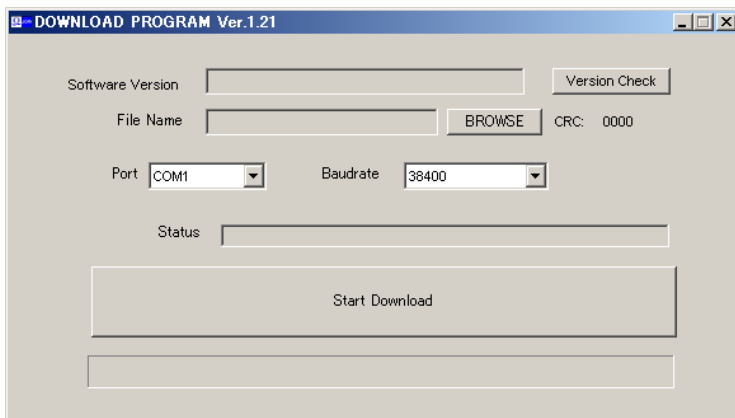 DOWNLOAD PROGRAM Ver.1.21
Software Version Version Check
File Name BROWSE CRC: 0000
Port COM1 Baudrate 38400
Status
Start Download